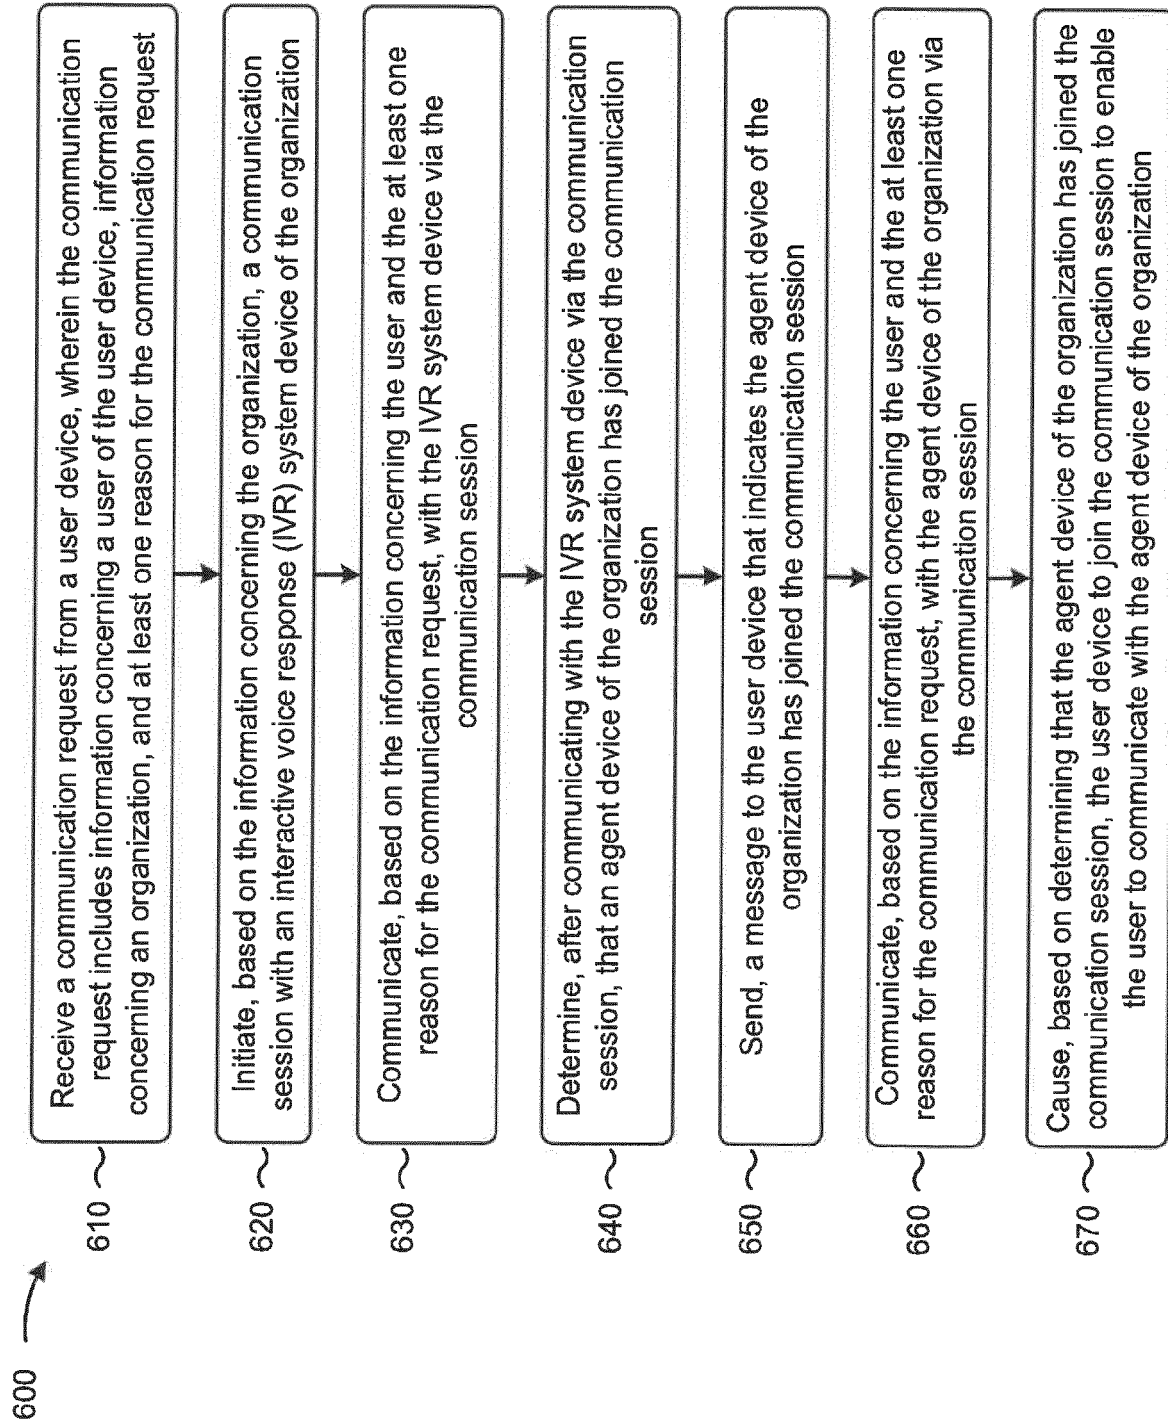 600
610
Receive a communication request from a user device, wherein the communication
request includes information concerning a user of the user device, information
concerning an organization, and at least one reason for the communication request
620
Initiate, based on the information concerning the organization, a communication
session with an interactive voice response (IVR) system device of the organization
630
Communicate, based on the information concerning the user and the at least one
reason for the communication request, with the IVR system device via the
communication session
640
Determine, after communicating with the IVR system device via the communication
session, that an agent device of the organization has joined the communication
session
650
Send, a message to the user device that indicates the agent device of the
organization has joined the communication session
660
Communicate, based on the information concerning the user and the at least one
reason for the communication request, with the agent device of the organization via
the communication session
670
Cause, based on determining that the agent device of the organization has joined the
communication session, the user device to join the communication session to enable
the user to communicate with the agent device of the organization